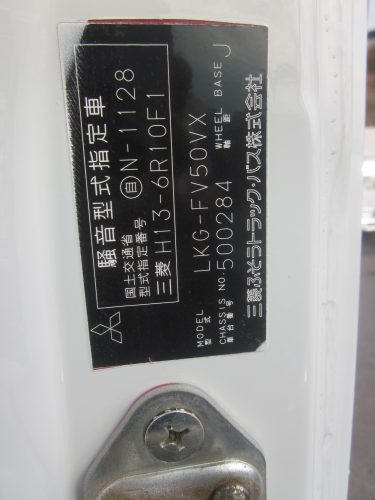 騒音型式指定車
国土交通省
型式指定番号 自N-1128
三菱H13-6R10F1
MODEL LKG-FV50VX
型式
CHASSIS NO. 500284 WHEEL BASE J
車台番号 軸距
三菱ふそうトラック・バス株式会社